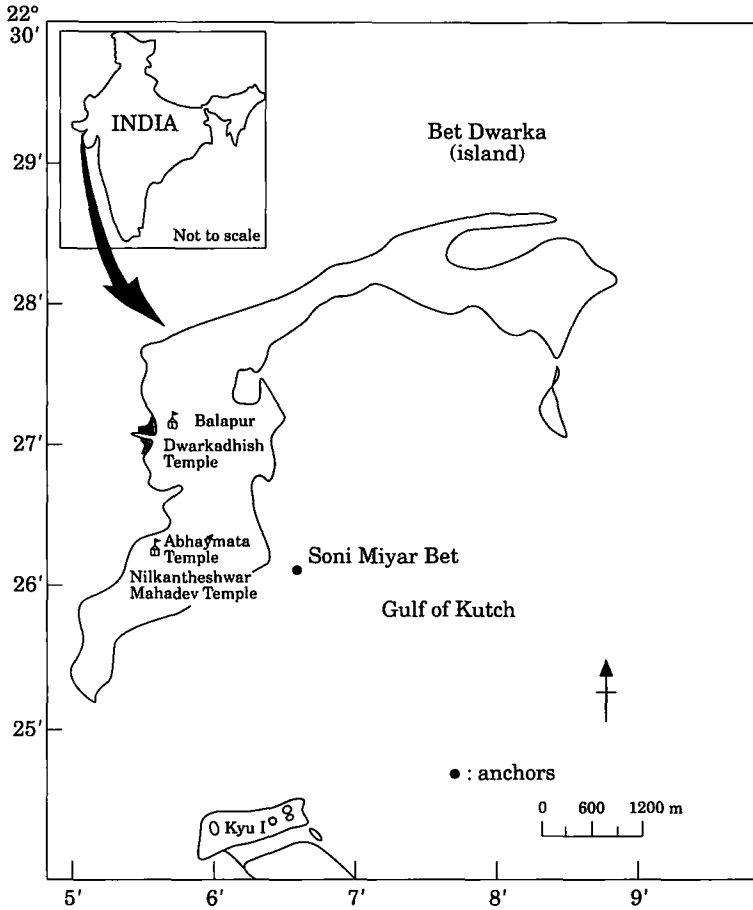 22°
30′
INDIA
Not to scale
Bet Dwarka
(island)
29′
28′
Balapur
27′
Dwarkadhish
Temple
Abhaymata
Temple
Nilkantheshwar
Mahadev Temple
Soni Miyar Bet
26′
Gulf of Kutch
25′
: anchors
0 600 1200 m
Kyu I
5′ 6′ 7′ 8′ 9′